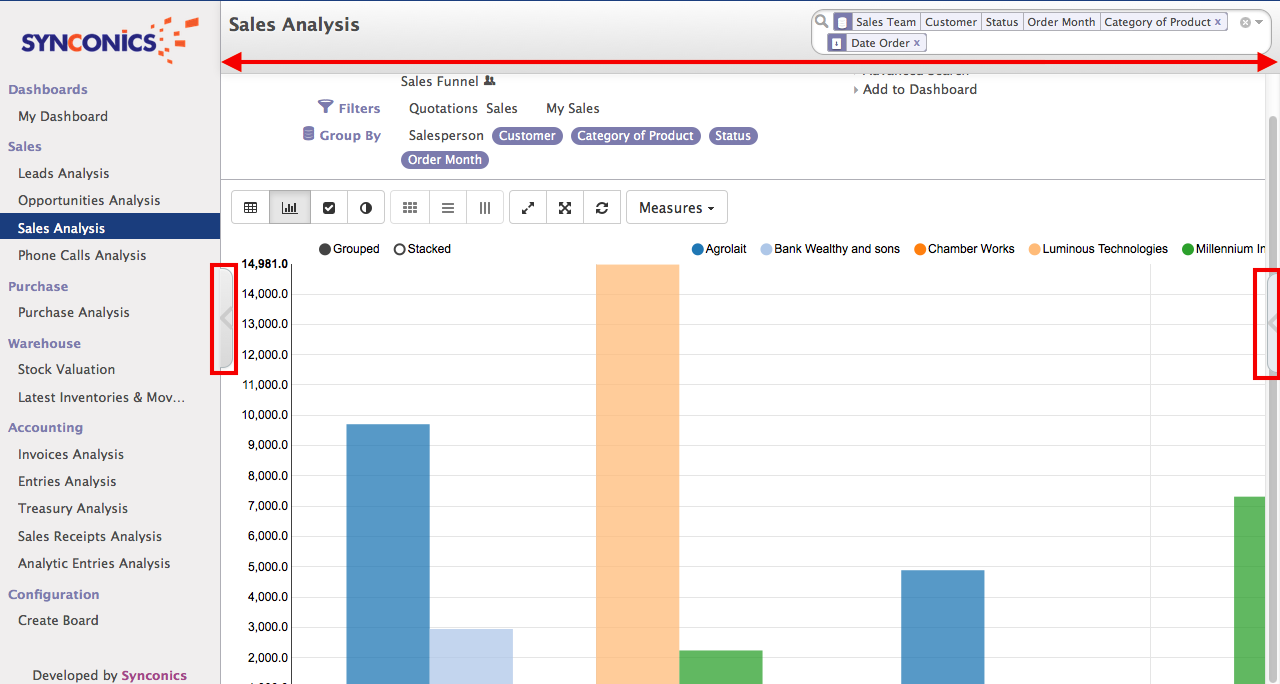 SYNCONICS
Dashboards
My Dashboard
Sales
Leads Analysis
Opportunities Analysis
Sales Analysis
Phone Calls Analysis
Purchase
Purchase Analysis
Warehouse
Stock Valuation
Latest Inventories & Mov...
Accounting
Invoices Analysis
Entries Analysis
Treasury Analysis
Sales Receipts Analysis
Analytic Entries Analysis
Configuration
Create Board
Developed by Synconics
Sales Analysis
Sales Team Customer Status Order Month Category of Product x
Date Order x
Sales Funnel
Advanced Search
Add to Dashboard
Filters Quotations Sales My Sales
Group By Salesperson Customer Category of Product Status
Order Month
Measures
Grouped Stacked Agrolait Bank Wealthy and sons Chamber Works Luminous Technologies Millennium In
14,981.0
14,000.0
13,000.0
12,000.0
11,000.0
10,000.0
9,000.0
8,000.0
7,000.0
6,000.0
5,000.0
4,000.0
3,000.0
2,000.0